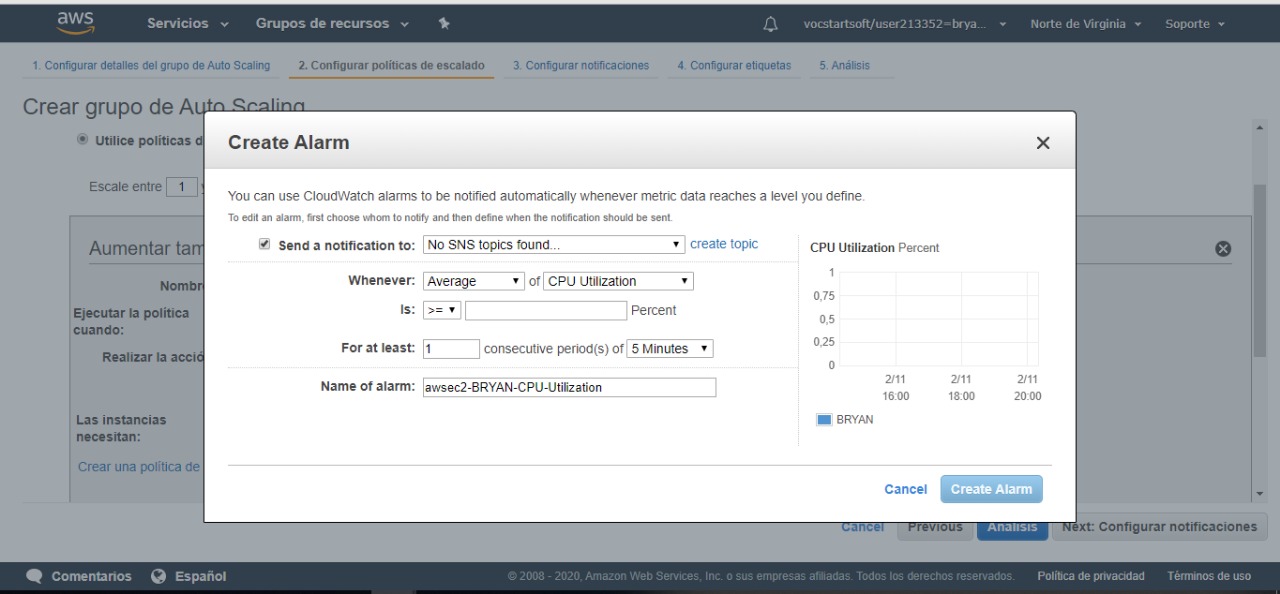 aws
Servicios
Grupos de recursos
vocstartsoft/user213352=brya...
Norte de Virginia
Soporte
1. Configurar detalles del grupo de Auto Scaling
2. Configurar políticas de escalado
3. Configurar notificaciones
4. Configurar etiquetas
5. Análisis
Crear grupo de Auto Scaling
Utilice políticas d
Escale entre 1
Aumentar tam
Nombre
Ejecutar la política
cuando:
Realizar la acció
Las instancias
necesitan:
Crear una política de
Create Alarm
You can use CloudWatch alarms to be notified automatically whenever metric data reaches a level you define.
To edit an alarm, first choose whom to notify and then define when the notification should be sent.
Send a notification to: No SNS topics found... create topic
Whenever: Average of CPU Utilization
Is: >= Percent
For at least: 1 consecutive period(s) of 5 Minutes
Name of alarm: awsec2-BRYAN-CPU-Utilization
CPU Utilization Percent
1
0,75
0,5
0,25
0
2/11 2/11 2/11
16:00 18:00 20:00
BRYAN
Cancel Create Alarm
Cancel Previous Análisis Next: Configurar notificaciones
Comentarios Español
© 2008 - 2020, Amazon Web Services, Inc. o sus empresas afiliadas. Todos los derechos reservados. Política de privacidad Términos de uso